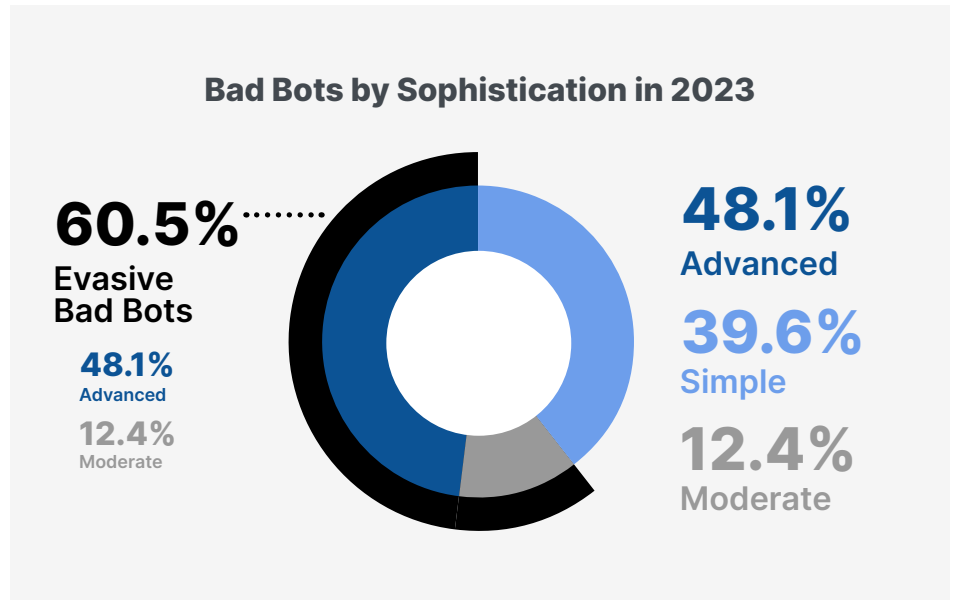 Bad Bots by Sophistication in 2023
60.5%
Evasive
Bad Bots
48.1%
Advanced
12.4%
Moderate
48.1%
Advanced
39.6%
Simple
12.4%
Moderate